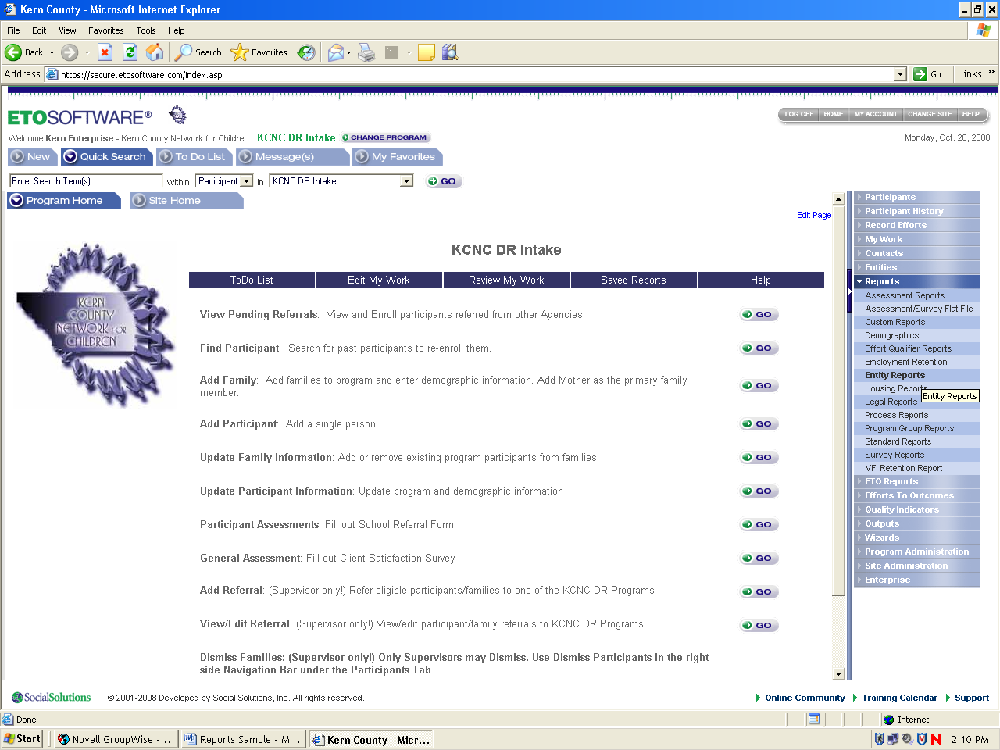 Kern County - Microsoft Internet Explorer
File Edit View Favorites Tools Help
Back Search Favorites
Address https://secure.etosoftware.com/index.asp Go Links »
ETOSOFTWARE® LOG OFF HOME MY ACCOUNT CHANGE SITE HELP
Welcome Kern Enterprise - Kern County Network for Children : KCNC DR Intake CHANGE PROGRAM Monday, Oct. 20, 2008
New Quick Search To Do List Message(s) My Favorites
Enter Search Term(s) within Participant in KCNC DR Intake GO
Program Home Site Home
Edit Page
KERN COUNTY NETWORK FOR CHILDREN
KCNC DR Intake
ToDo List Edit My Work Review My Work Saved Reports Help
View Pending Referrals: View and Enroll participants referred from other Agencies GO
Find Participant: Search for past participants to re-enroll them. GO
Add Family: Add families to program and enter demographic information. Add Mother as the primary family
member. GO
Add Participant: Add a single person. GO
Update Family Information: Add or remove existing program participants from families GO
Update Participant Information: Update program and demographic information GO
Participant Assessments: Fill out School Referral Form GO
General Assessment: Fill out Client Satisfaction Survey GO
Add Referral: (Supervisor only!) Refer eligible participants/families to one of the KCNC DR Programs GO
View/Edit Referral: (Supervisor only!) View/edit participant/family referrals to KCNC DR Programs GO
Dismiss Families: (Supervisor only!) Only Supervisors may Dismiss. Use Dismiss Participants in the right
side Navigation Bar under the Participants Tab
Participants
Participant History
Record Efforts
My Work
Contacts
Entities
Reports
Assessment Reports
Assessment/Survey Flat File
Custom Reports
Demographics
Effort Qualifier Reports
Employment Retention
Entity Reports
Housing Reports
Entity Reports
Legal Reports
Process Reports
Program Group Reports
Standard Reports
Survey Reports
VFI Retention Report
ETO Reports
Efforts To Outcomes
Quality Indicators
Outputs
Wizards
Program Administration
Site Administration
Enterprise
SocialSolutions © 2001-2008 Developed by Social Solutions, Inc. All rights reserved. Online Community Training Calendar Support
Done Internet
Start Novell GroupWise - ... Reports Sample - M... Kern County - Micr... 2:10 PM